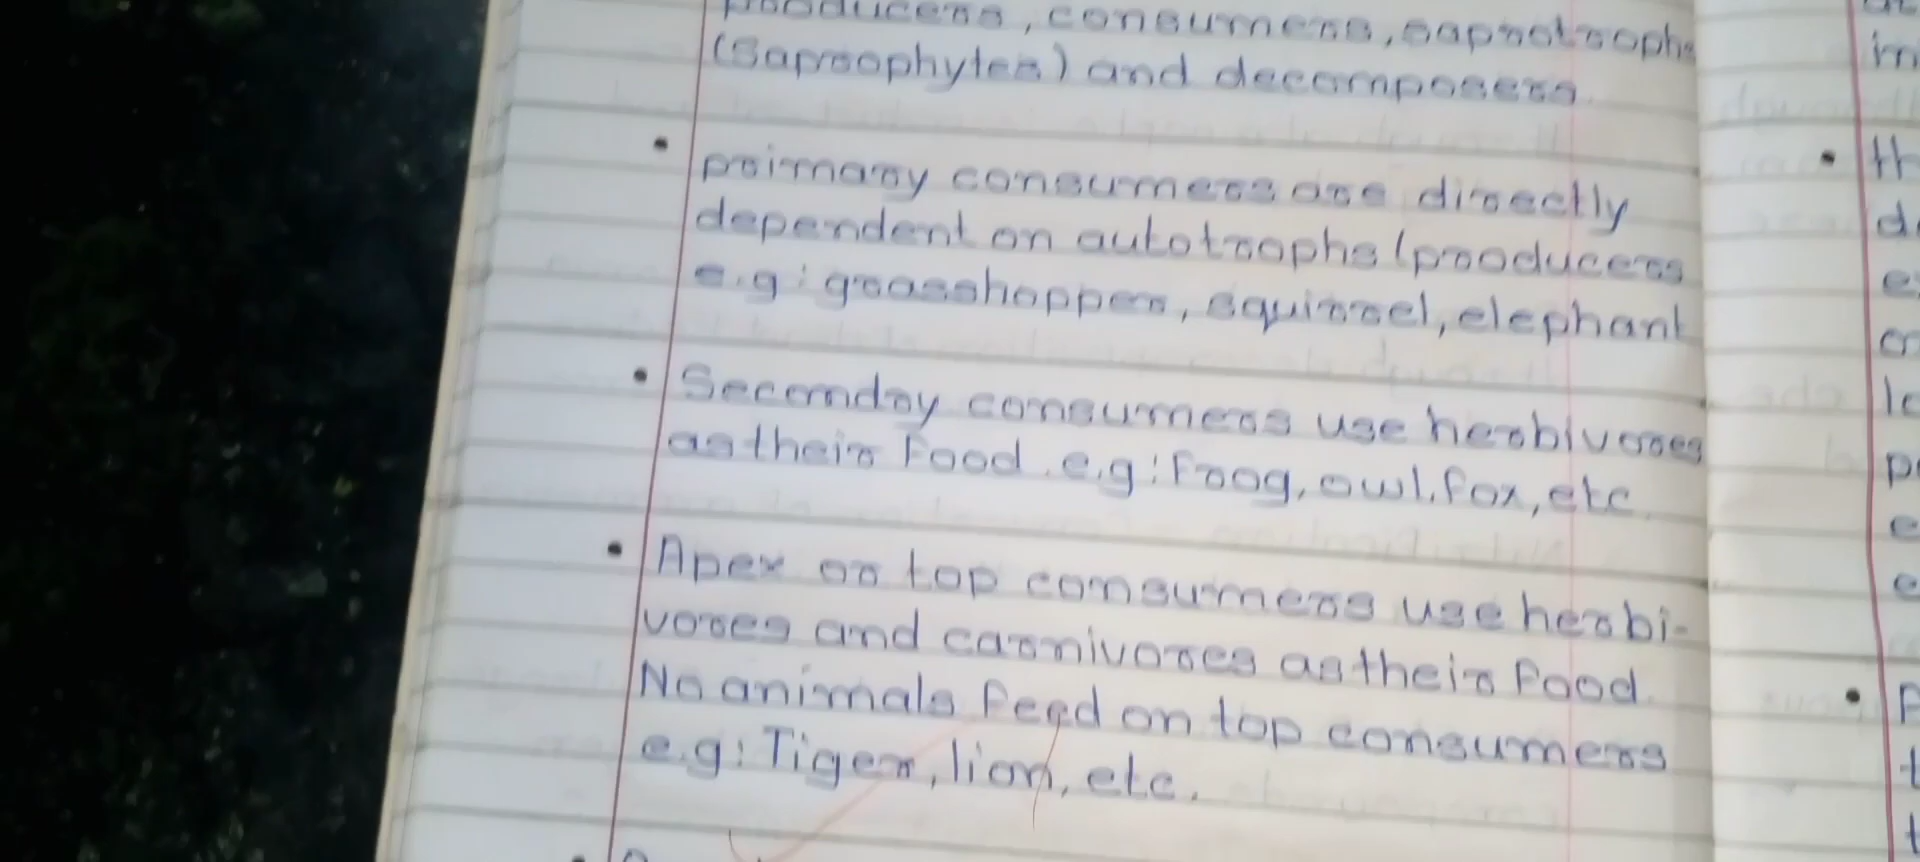 producers, consumers, saprotrophs
(Saprophytes) and decomposers.
primary consumers are directly
dependent on autotrophs (producers
e.g: grasshopper, squirrel, elephant
Seconday consumers use herbivores
as their Food. e.g: Frog, owl, fox, etc.
Apex or top consumers use herbi-
vores and carnivores as their food.
No animals feed on top consumers
e.g: Tiger, lion, etc.